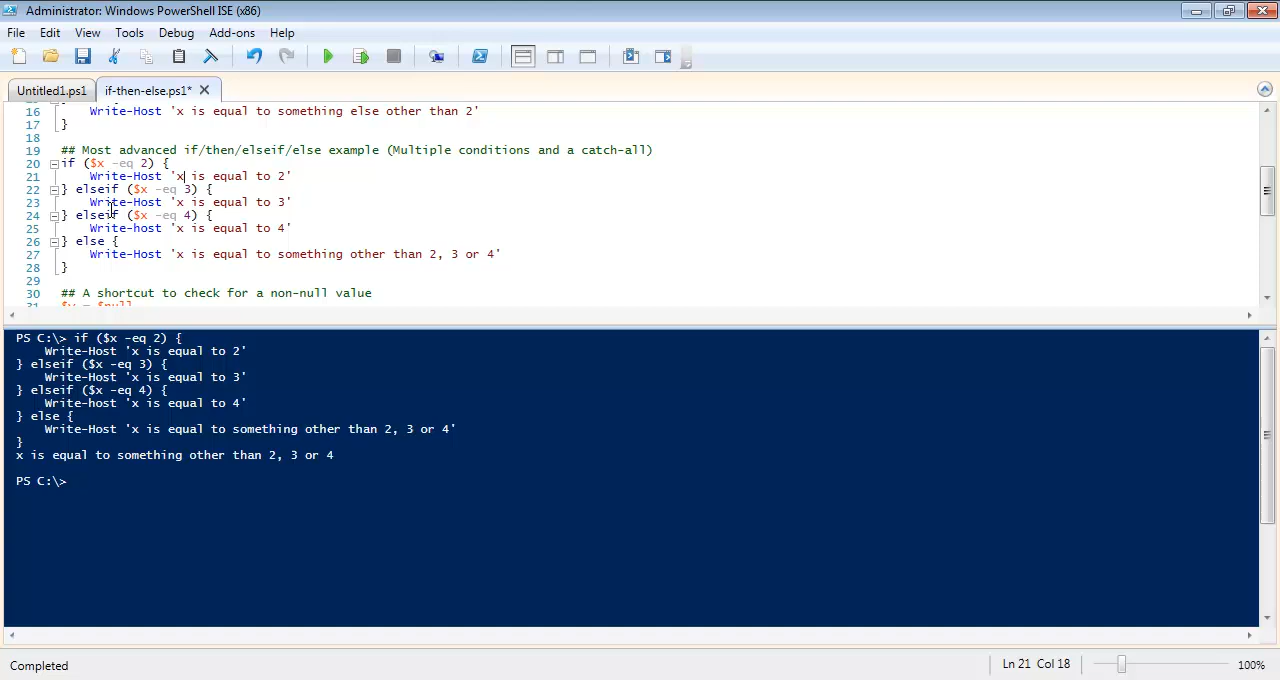 Administrator: Windows PowerShell ISE (x86)
File Edit View Tools Debug Add-ons Help
Untitled1.ps1 if-then-else.ps1*
16 Write-Host 'x is equal to something else other than 2'
17 }
18
19 ## Most advanced if/then/elseif/else example (Multiple conditions and a catch-all)
20 if ($x -eq 2) {
21 Write-Host 'x is equal to 2'
22 } elseif ($x -eq 3) {
23 Write-Host 'x is equal to 3'
24 } elseif ($x -eq 4) {
25 Write-host 'x is equal to 4'
26 } else {
27 Write-Host 'x is equal to something other than 2, 3 or 4'
28 }
29
30 ## A shortcut to check for a non-null value
PS C:\> if ($x -eq 2) {
Write-Host 'x is equal to 2'
} elseif ($x -eq 3) {
Write-Host 'x is equal to 3'
} elseif ($x -eq 4) {
Write-host 'x is equal to 4'
} else {
Write-Host 'x is equal to something other than 2, 3 or 4'
}
x is equal to something other than 2, 3 or 4
PS C:\>
Completed
Ln 21 Col 18
100%